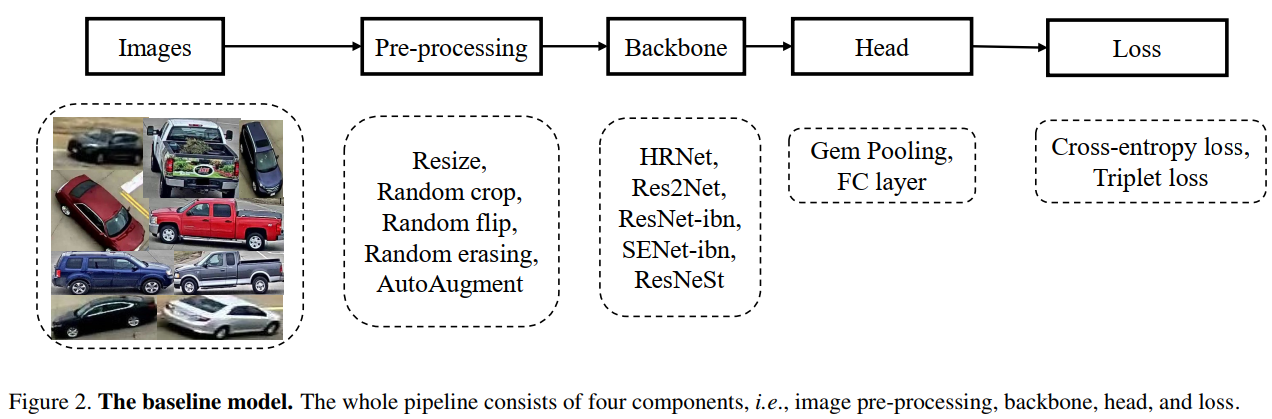 Images
Pre-processing
Backbone
Head
Loss
Resize,
Random crop,
Random flip,
Random erasing,
AutoAugment
HRNet,
Res2Net,
ResNet-ibn,
SENet-ibn,
ResNeSt
Gem Pooling,
FC layer
Cross-entropy loss,
Triplet loss
Figure 2. The baseline model. The whole pipeline consists of four components, i.e., image pre-processing, backbone, head, and loss.